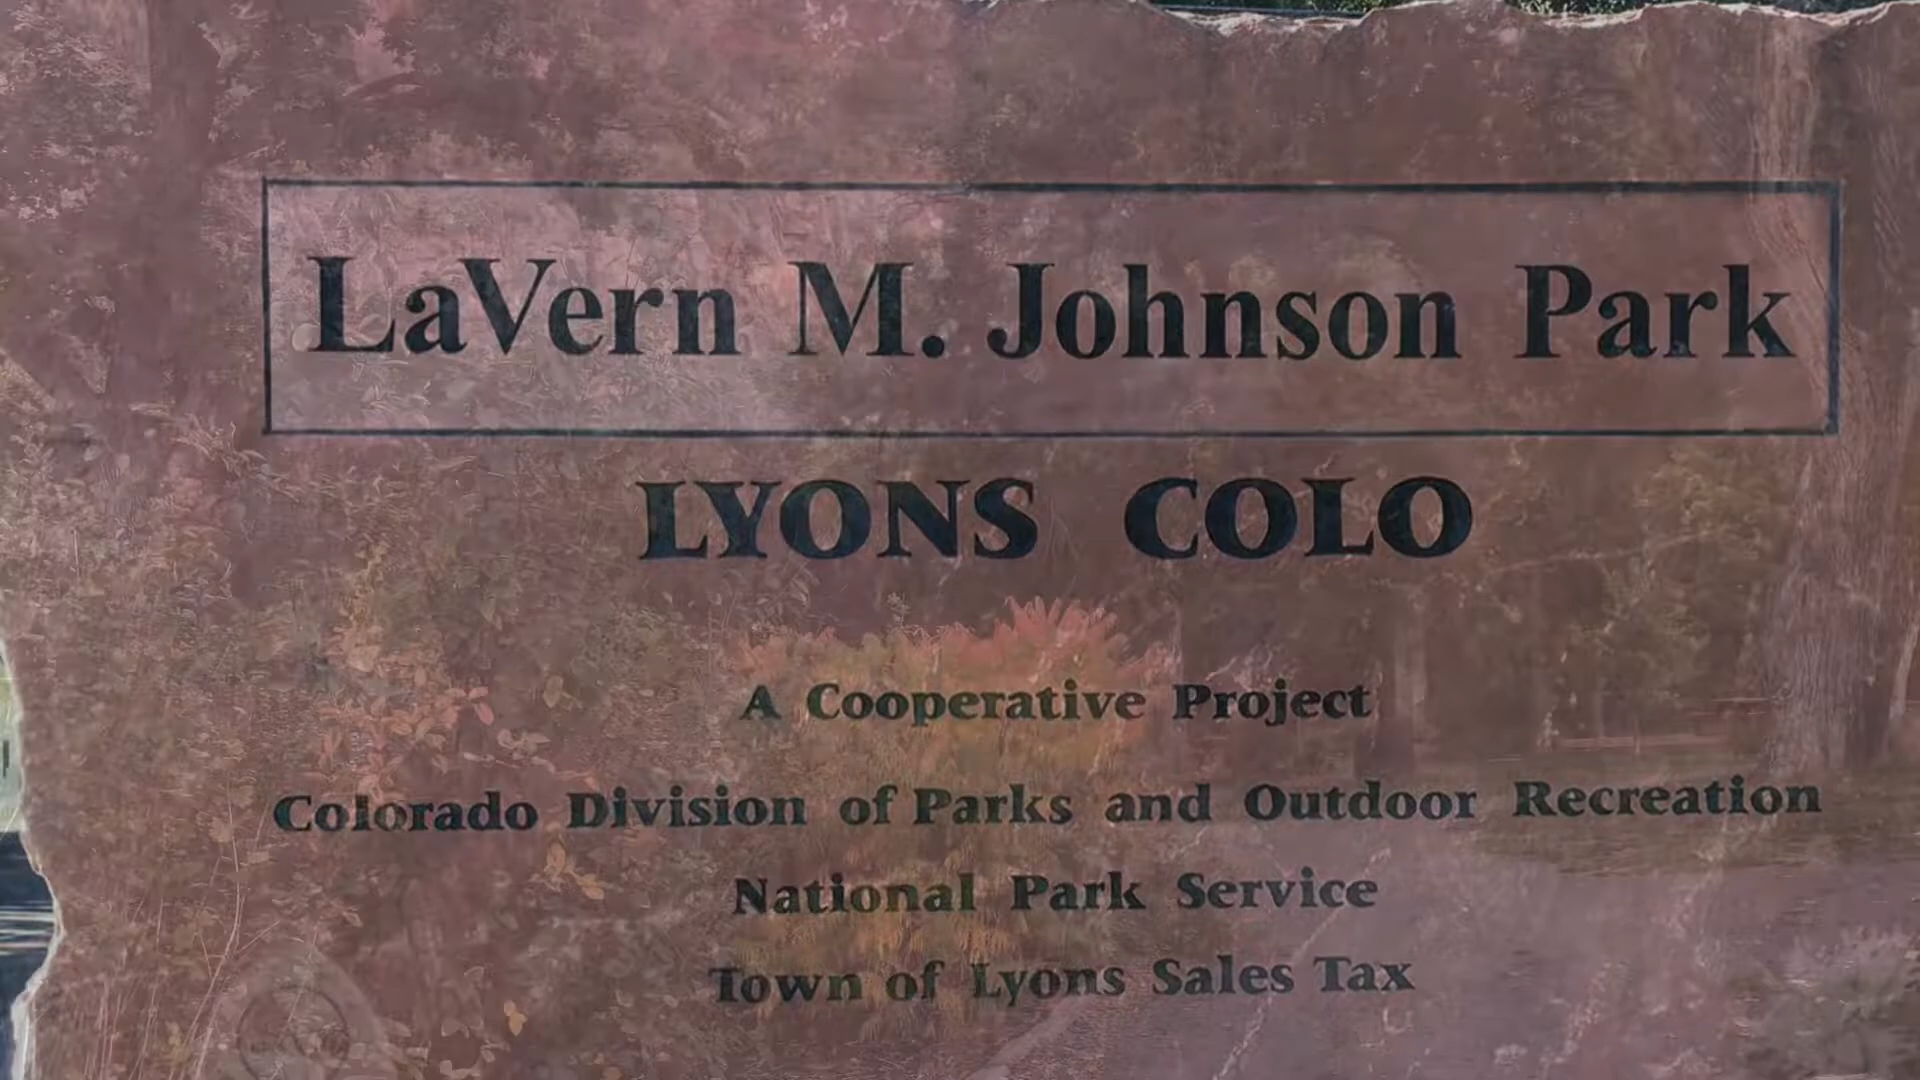 LaVern M. Johnson Park
LYONS COLO
A Cooperative Project
Colorado Division of Parks and Outdoor Recreation
National Park Service
Town of Lyons Sales Tax